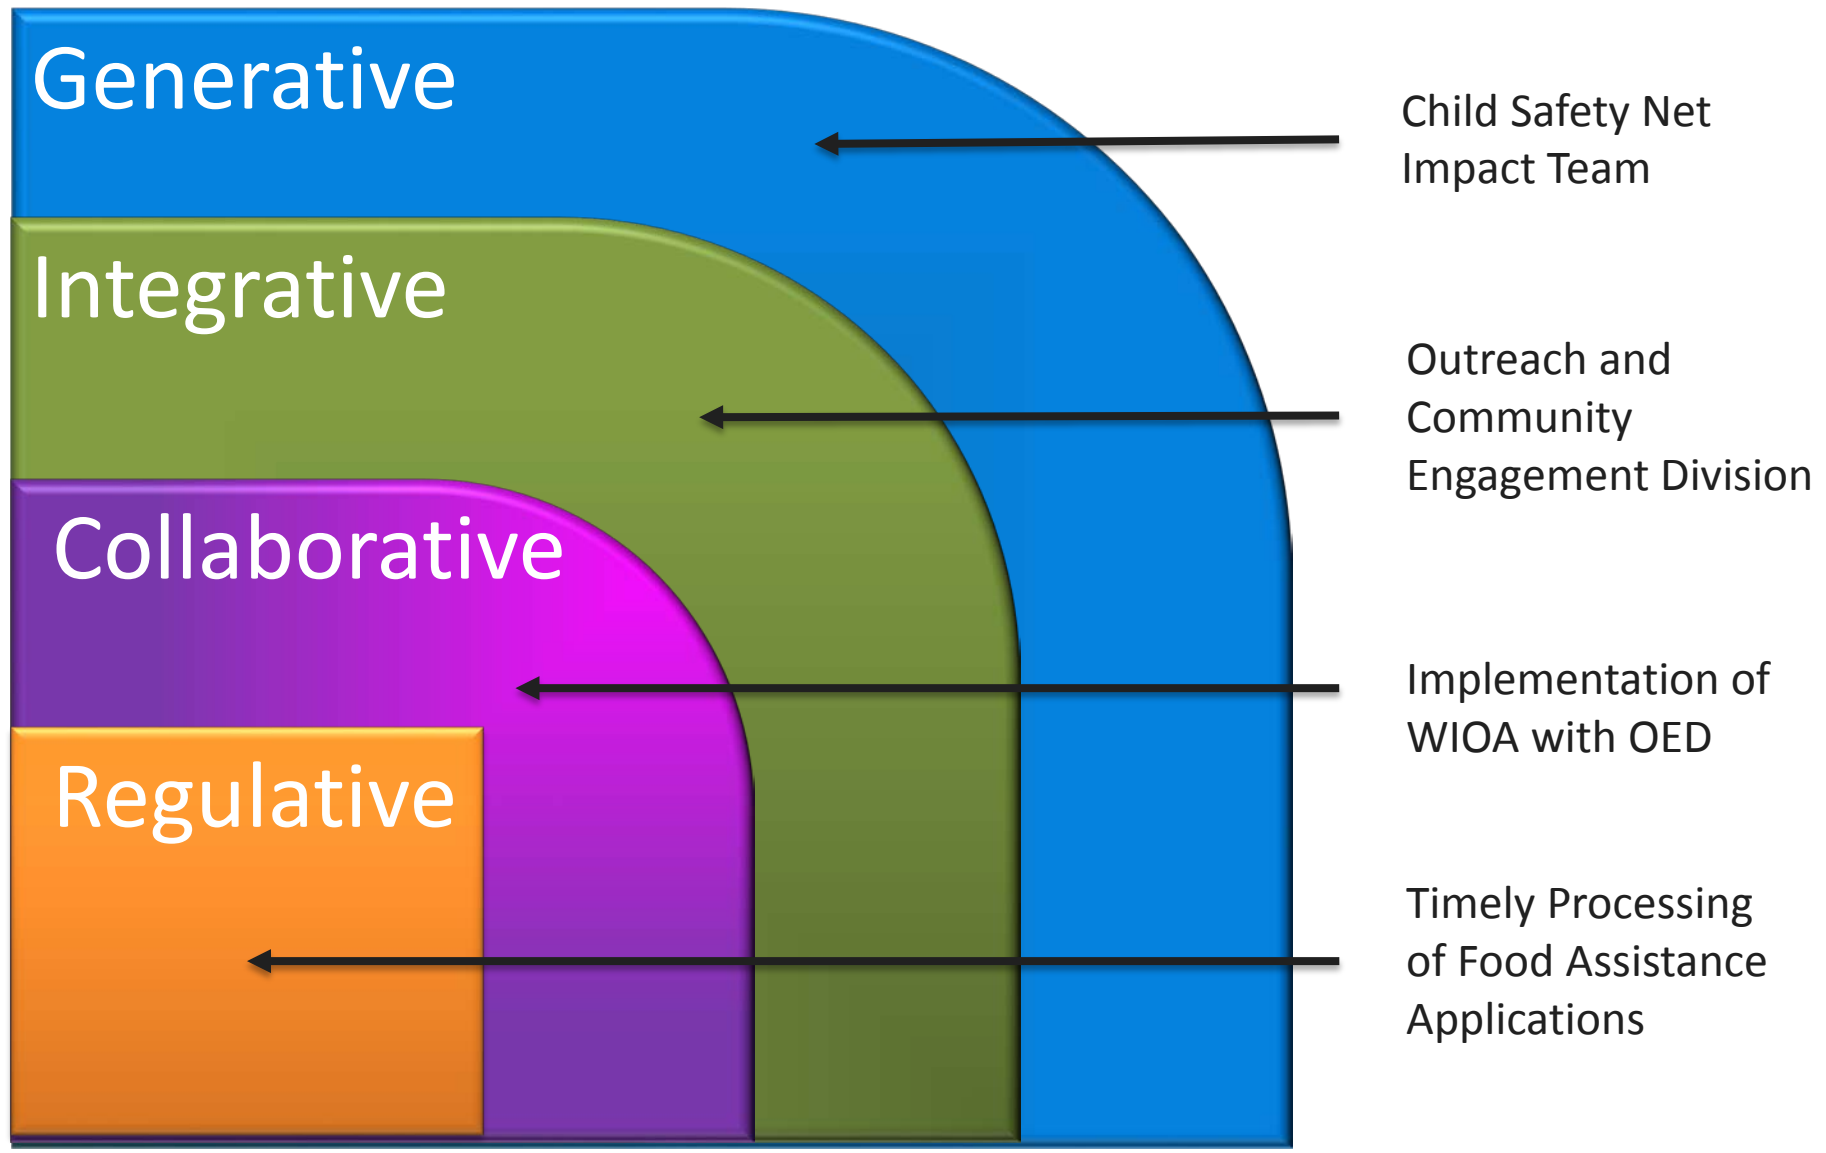 Generative
Child Safety Net
Impact Team
Integrative
Outreach and
Community
Engagement Division
Collaborative
Implementation of
WIOA with OED
Regulative
Timely Processing
of Food Assistance
Applications